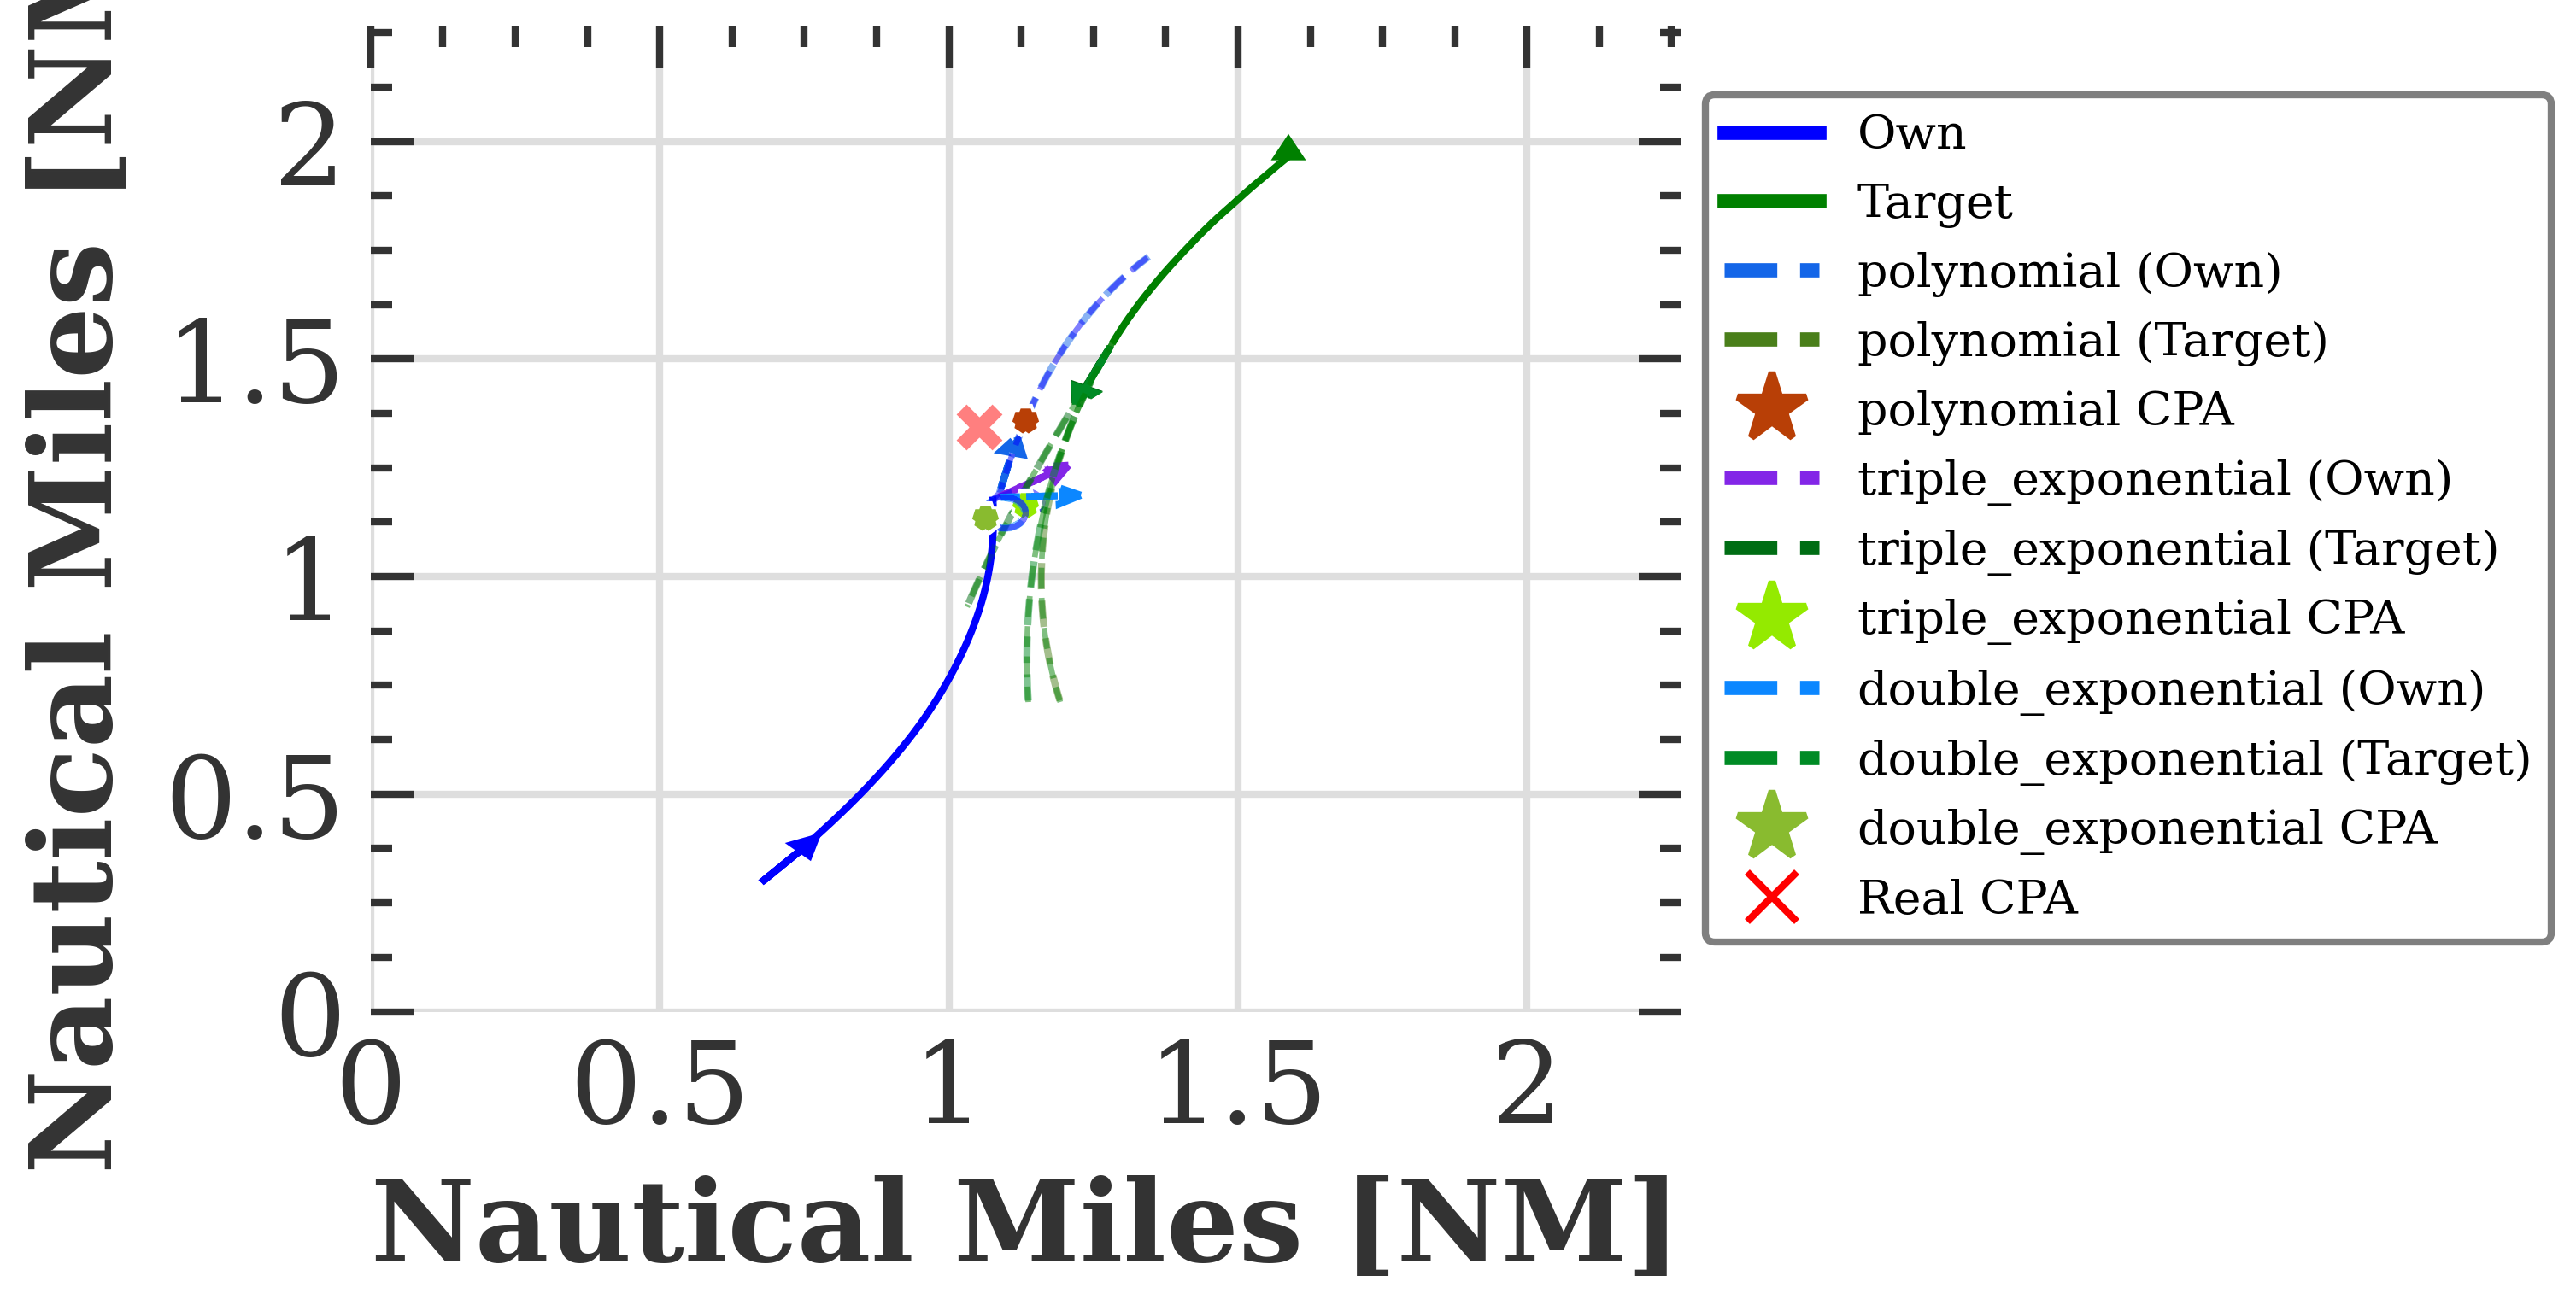 Nautical Miles [NM
2
1.5
1
0.5
0
0 0.5 1 1.5 2
Nautical Miles [NM]
Own
Target
polynomial (Own)
polynomial (Target)
polynomial CPA
triple_exponential (Own)
triple_exponential (Target)
triple_exponential CPA
double_exponential (Own)
double_exponential (Target)
double_exponential CPA
Real CPA